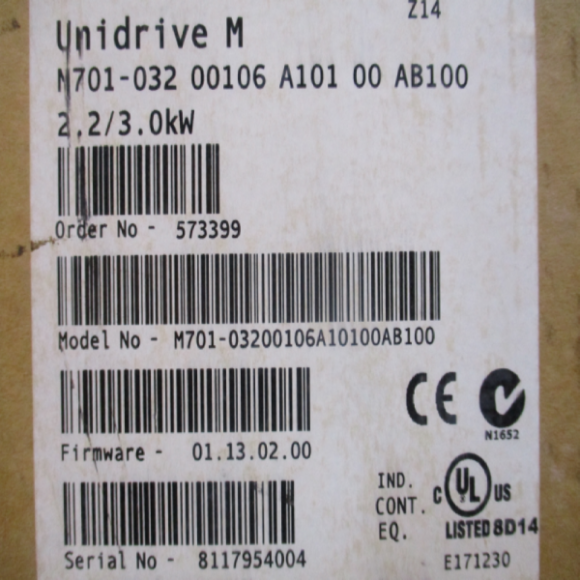 Z14
Unidrive M
M701-032 00106 A101 00 AB100
2.2/3.0kW
Order No - 573399
Model No - M701-03200106A10100AB100
Firmware - 01.13.02.00
Serial No - 8117954004
CE
N1652
IND.
CONT.
EQ.
C UL US
LISTED 8D14
E171230